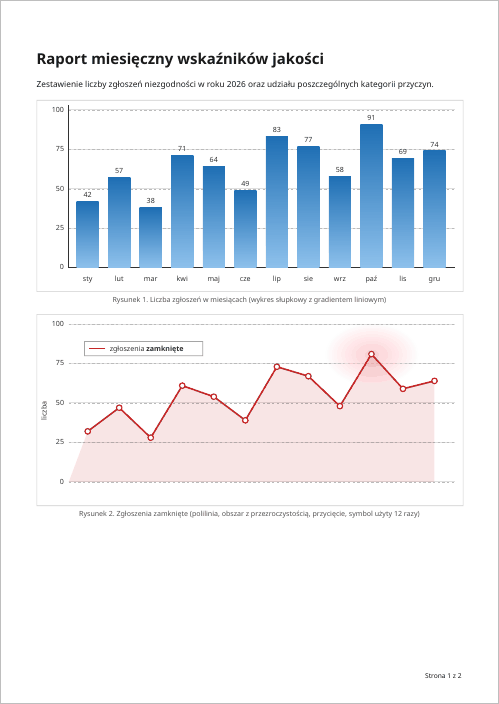 Raport miesięczny wskaźników jakości
Zestawienie liczby zgłoszeń niezgodności w roku 2026 oraz udziału poszczególnych kategorii przyczyn.
100
75
50
25
0
42
57
38
71
64
49
83
77
58
91
69
74
sty lut mar kwi maj cze lip sie wrz paź lis gru
Rysunek 1. Liczba zgłoszeń w miesiącach (wykres słupkowy z gradientem liniowym)
100
75
50
25
0
liczba
zgłoszenia zamknięte
Rysunek 2. Zgłoszenia zamknięte (polilinia, obszar z przezroczystością, przycięcie, symbol użyty 12 razy)
Strona 1 z 2